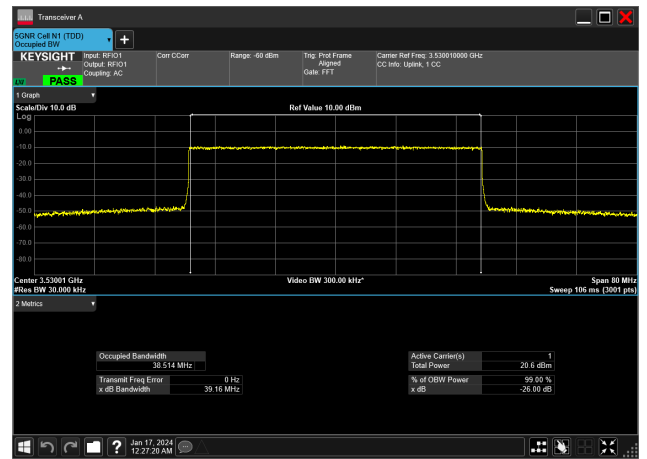 Transceiver A
5GNR Cell N1 (TDD)
Occupied BW
KEYSIGHT
Input: RFIO1
Output: RFIO1
Coupling: AC
Corr CCorr
Range: -60 dBm
Trig: Prot Frame
Aligned
Gate: FFT
Carrier Ref Freq: 3.530010000 GHz
CC Info: Uplink, 1 CC
PASS
1 Graph
Scale/Div 10.0 dB
Ref Value 10.00 dBm
Log
0.00
-10.0
-20.0
-30.0
-40.0
-50.0
-60.0
-70.0
-80.0
Center 3.53001 GHz
Video BW 300.00 kHz*
Span 80 MHz
#Res BW 30.000 kHz
Sweep 106 ms (3001 pts)
2 Metrics
Occupied Bandwidth
38.514 MHz
Active Carrier(s) 1
Total Power 20.6 dBm
Transmit Freq Error 0 Hz
x dB Bandwidth 39.16 MHz
% of OBW Power 99.00 %
x dB -26.00 dB
Jan 17, 2024
12:27:20 AM